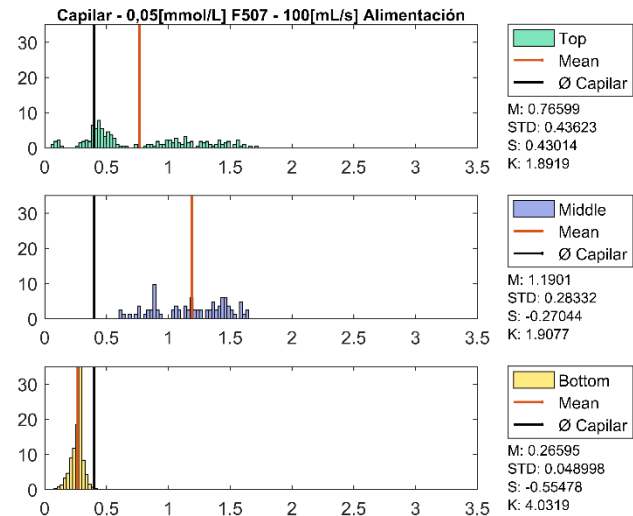 Capilar - 0,05[mmol/L] F507 - 100[mL/s] Alimentación
30
20
10
0
0 0.5 1 1.5 2 2.5 3 3.5
Top
Mean
Ø Capilar
M: 0.76599
STD: 0.43623
S: 0.43014
K: 1.8919
30
20
10
0
0 0.5 1 1.5 2 2.5 3 3.5
Middle
Mean
Ø Capilar
M: 1.1901
STD: 0.28332
S: -0.27044
K: 1.9077
30
20
10
0
0 0.5 1 1.5 2 2.5 3 3.5
Bottom
Mean
Ø Capilar
M: 0.26595
STD: 0.048998
S: -0.55478
K: 4.0319